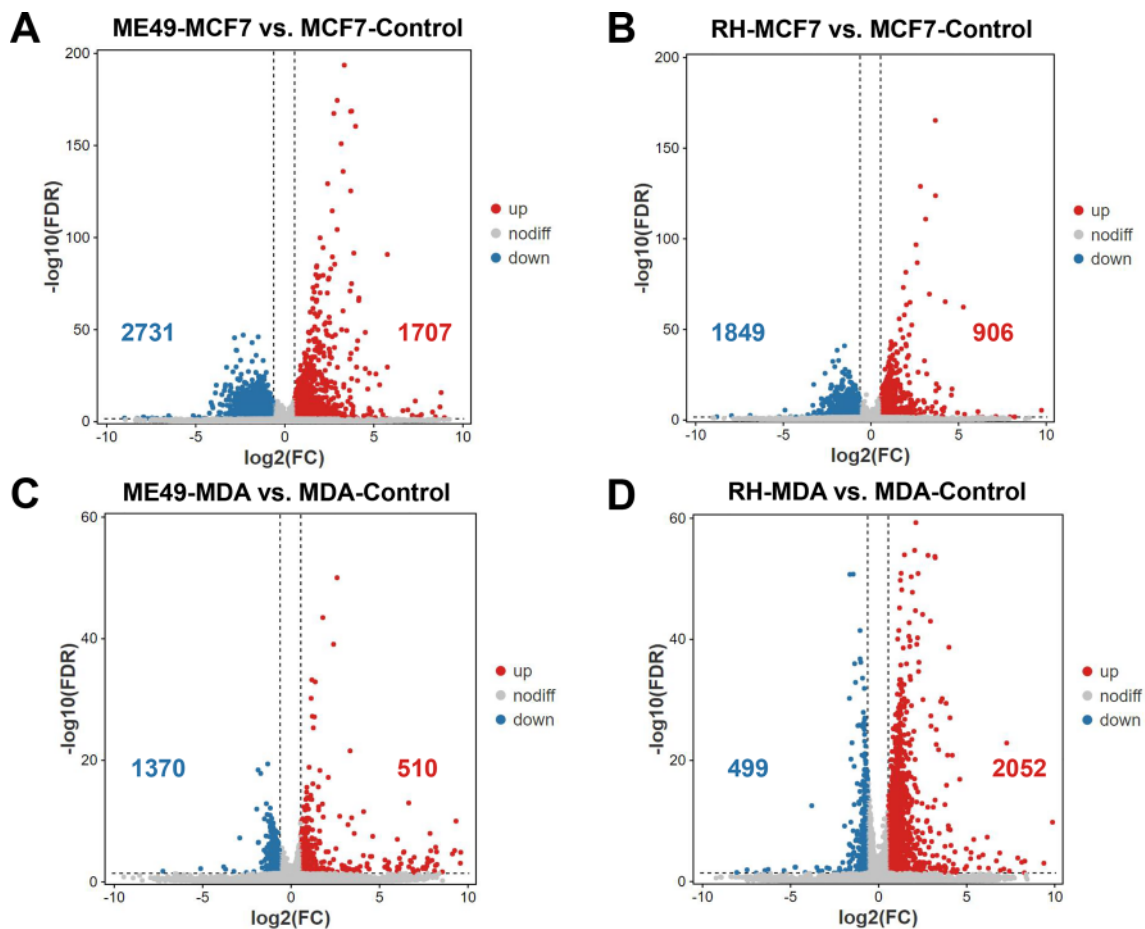 A
ME49-MCF7 vs. MCF7-Control
200
150
100
50
0
-log10(FDR)
2731
1707
-10
-5
0
5
10
log2(FC)
up
nodiff
down
B
RH-MCF7 vs. MCF7-Control
200
150
100
50
0
-log10(FDR)
1849
906
-10
-5
0
5
10
log2(FC)
up
nodiff
down
C
ME49-MDA vs. MDA-Control
60
40
20
0
-log10(FDR)
1370
510
-10
-5
0
5
10
log2(FC)
up
nodiff
down
D
RH-MDA vs. MDA-Control
60
40
20
0
-log10(FDR)
499
2052
-10
-5
0
5
10
log2(FC)
up
nodiff
down